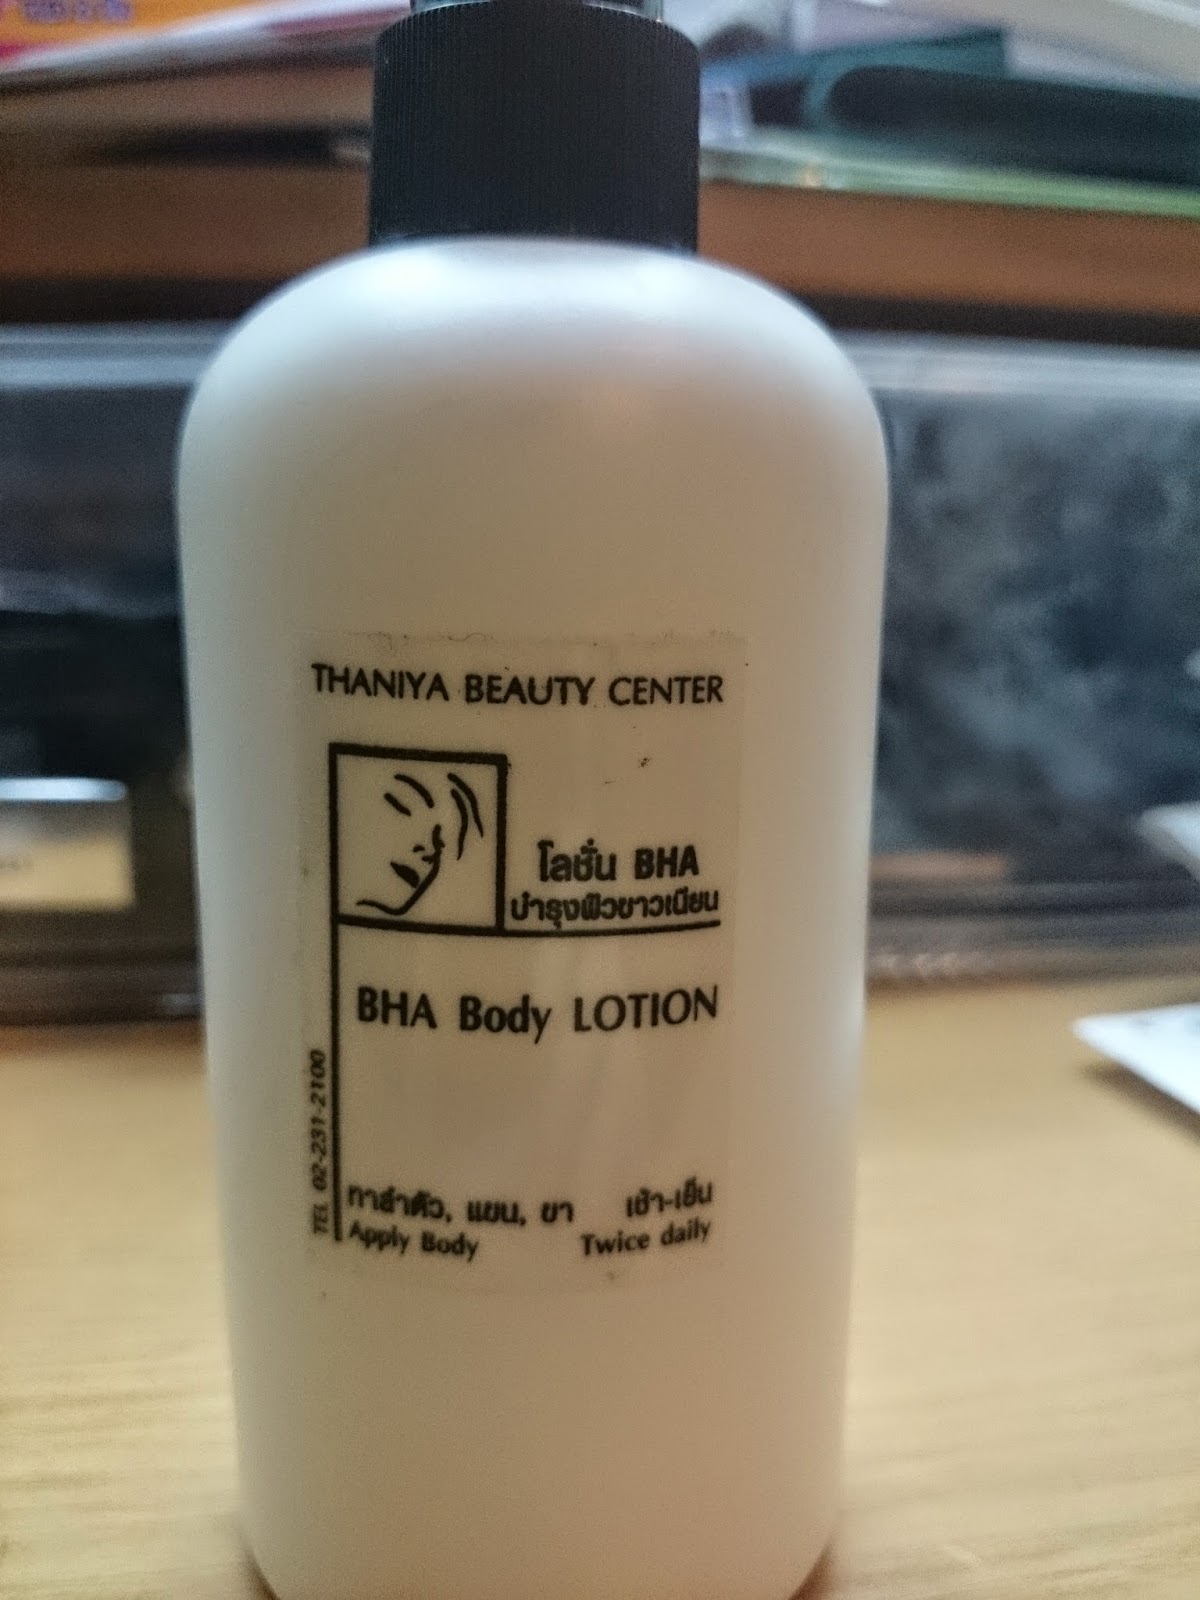 THANIYA BEAUTY CENTER
โลชั่น BHA
บำรุงผิวขาวเนียน
BHA Body LOTION
TEL 02-231-2100
ทาลำตัว, แขน, ขา เช้า-เย็น
Apply Body Twice daily